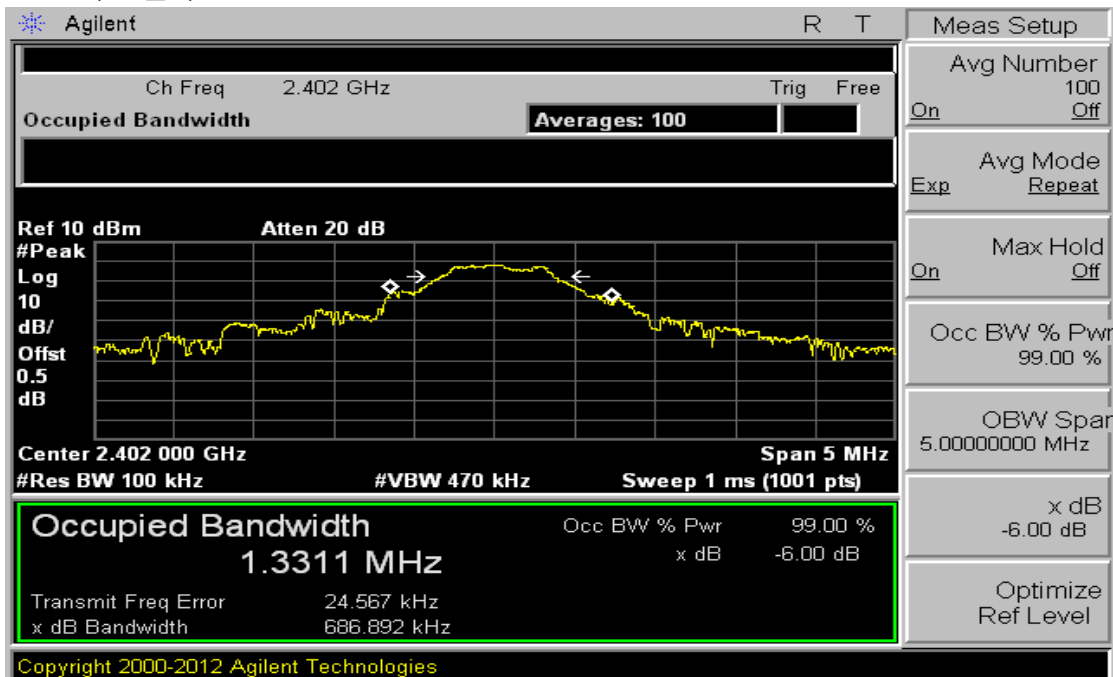 Agilent R T
Ch Freq 2.402 GHz Trig Free
Occupied Bandwidth Averages: 100
Ref 10 dBm Atten 20 dB
#Peak
Log
10
dB/
Offst
0.5
dB
Center 2.402 000 GHz Span 5 MHz
#Res BW 100 kHz #VBW 470 kHz Sweep 1 ms (1001 pts)
Occupied Bandwidth Occ BW % Pwr 99.00 %
1.3311 MHz x dB -6.00 dB
Transmit Freq Error 24.567 kHz
x dB Bandwidth 686.892 kHz
Copyright 2000-2012 Agilent Technologies
Meas Setup
Avg Number
100
On Off
Avg Mode
Exp Repeat
Max Hold
On Off
Occ BW % Pwr
99.00 %
OBW Span
5.00000000 MHz
x dB
-6.00 dB
Optimize
Ref Level